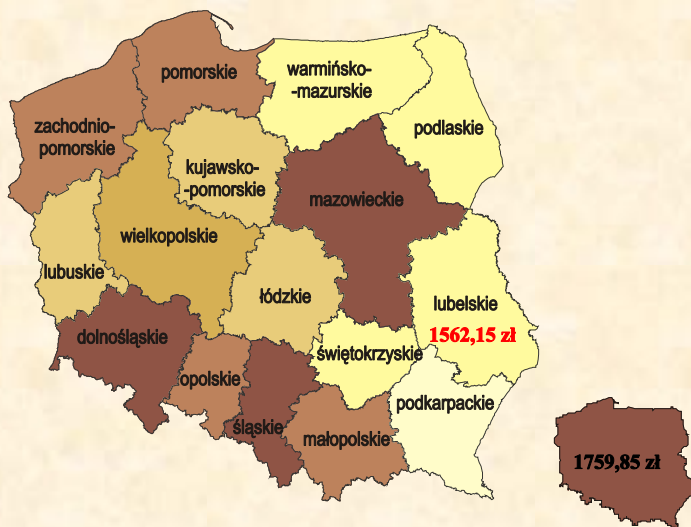 pomorskie
warmińsko-
-mazurskie
zachodnio-
pomorskie
podlaskie
kujawsko-
-pomorskie
mazowieckie
wielkopolskie
lubuskie
łódzkie
lubelskie
1562,15 zł
dolnośląskie
świętokrzyskie
opolskie
podkarpackie
śląskie
małopolskie
1759,85 zł